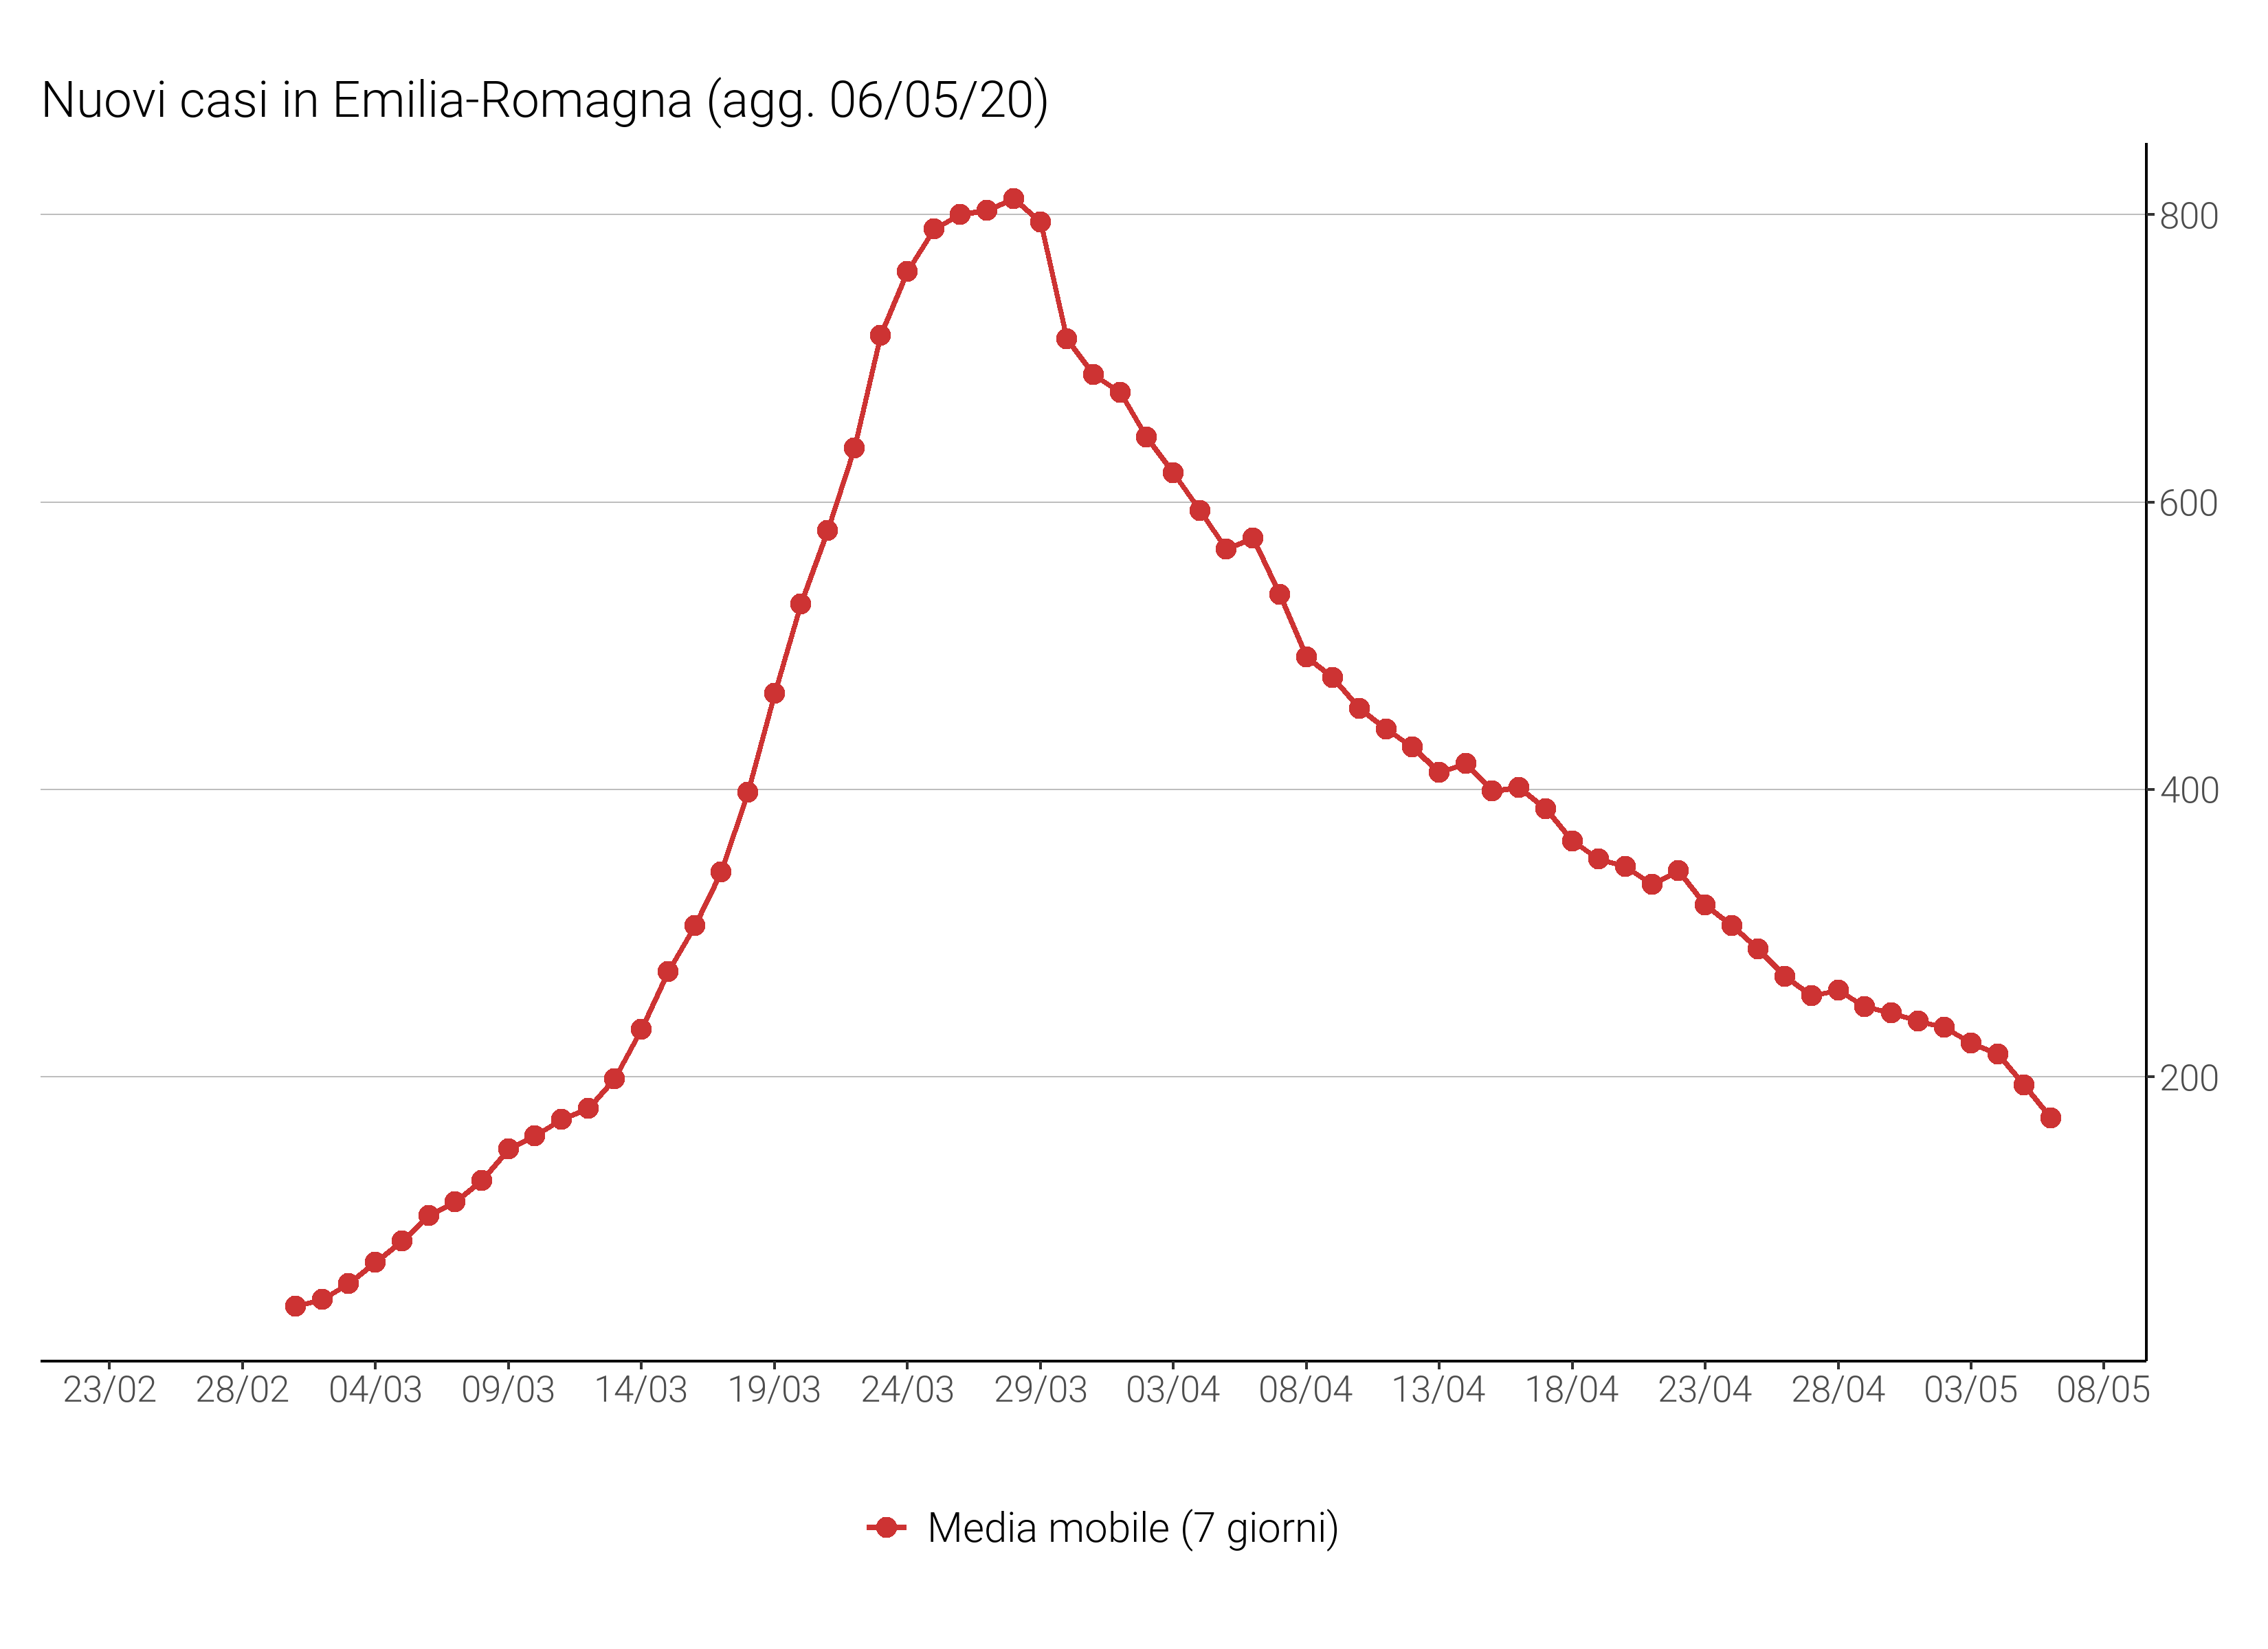 Nuovi casi in Emilia-Romagna (agg. 06/05/20)
800
600
400
200
23/02 28/02 04/03 09/03 14/03 19/03 24/03 29/03 03/04 08/04 13/04 18/04 23/04 28/04 03/05 08/05
Media mobile (7 giorni)